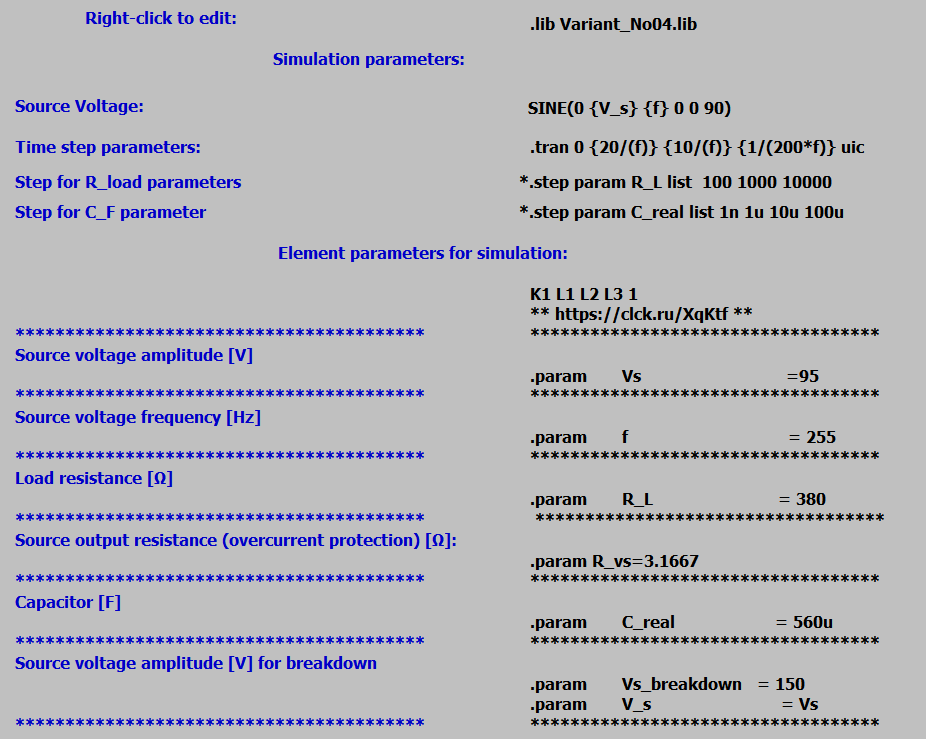 Right-click to edit: .lib Variant_No04.lib
Simulation parameters:
Source Voltage: SINE(0 {V_s} {f} 0 0 90)
Time step parameters: .tran 0 {20/(f)} {10/(f)} {1/(200*f)} uic
Step for R_load parameters *.step param R_L list 100 1000 10000
Step for C_F parameter *.step param C_real list 1n 1u 10u 100u
Element parameters for simulation:
K1 L1 L2 L3 1
** https://clck.ru/XqKtf **
***************************************** ***********************************
Source voltage amplitude [V]
.param Vs =95
***************************************** ***********************************
Source voltage frequency [Hz]
.param f = 255
***************************************** ***********************************
Load resistance [Ω]
.param R_L = 380
***************************************** ***********************************
Source output resistance (overcurrent protection) [Ω]:
.param R_vs=3.1667
***************************************** ***********************************
Capacitor [F]
.param C_real = 560u
***************************************** ***********************************
Source voltage amplitude [V] for breakdown
.param Vs_breakdown = 150
.param V_s = Vs
***************************************** ***********************************